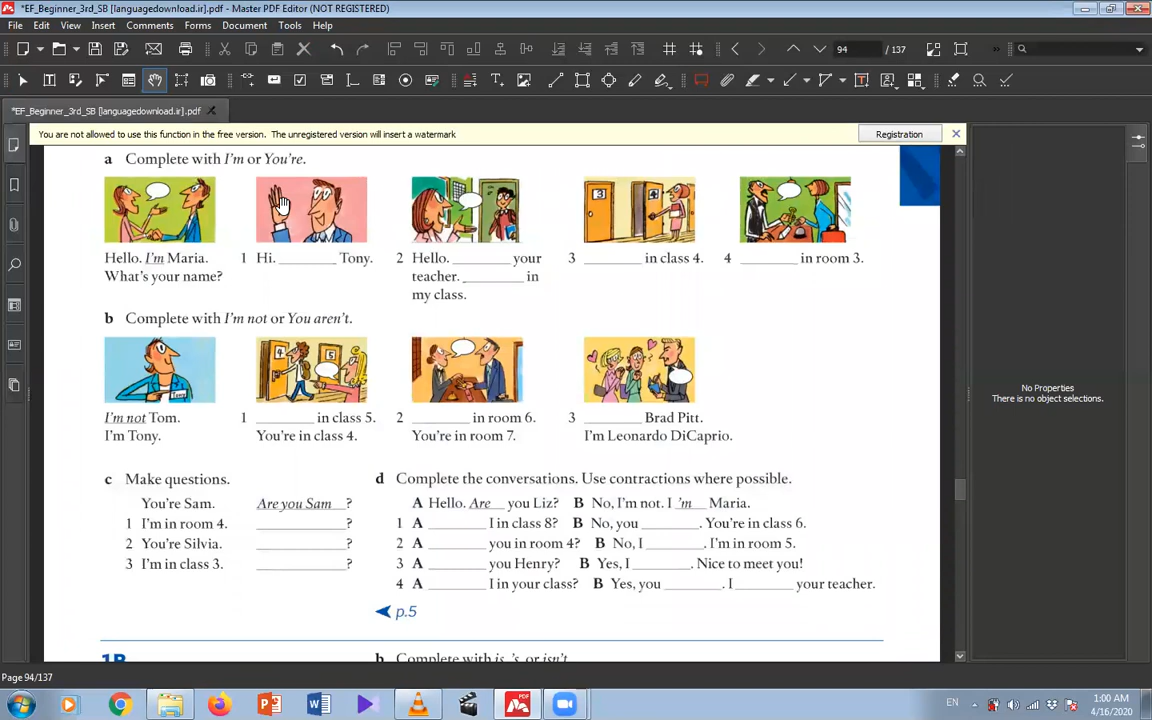 *EF_Beginner_3rd_SB [languagedownload.ir].pdf - Master PDF Editor (NOT REGISTERED)
File Edit View Insert Comments Forms Document Tools Help
94 / 137
*EF_Beginner_3rd_SB [languagedownload.ir].pdf
You are not allowed to use this function in the free version. The unregistered version will insert a watermark
Registration
a Complete with I'm or You're.
Hello. I'm Maria.
What's your name?
1 Hi. ________ Tony.
2 Hello. ________ your
teacher. ________ in
my class.
3 ________ in class 4.
4 ________ in room 3.
b Complete with I'm not or You aren't.
I'm not Tom.
I'm Tony.
1 ________ in class 5.
You're in class 4.
2 ________ in room 6.
You're in room 7.
3 ________ Brad Pitt.
I'm Leonardo DiCaprio.
c Make questions.
You're Sam. Are you Sam ?
1 I'm in room 4. ________ ?
2 You're Silvia. ________ ?
3 I'm in class 3. ________ ?
d Complete the conversations. Use contractions where possible.
A Hello. Are you Liz? B No, I'm not. I 'm Maria.
1 A ________ I in class 8? B No, you ________. You're in class 6.
2 A ________ you in room 4? B No, I ________. I'm in room 5.
3 A ________ you Henry? B Yes, I ________. Nice to meet you!
4 A ________ I in your class? B Yes, you ________. I ________ your teacher.
p.5
1B
b Complete with is, 's, or isn't.
No Properties
There is no object selections.
Page 94/137
EN
1:00 AM
4/16/2020